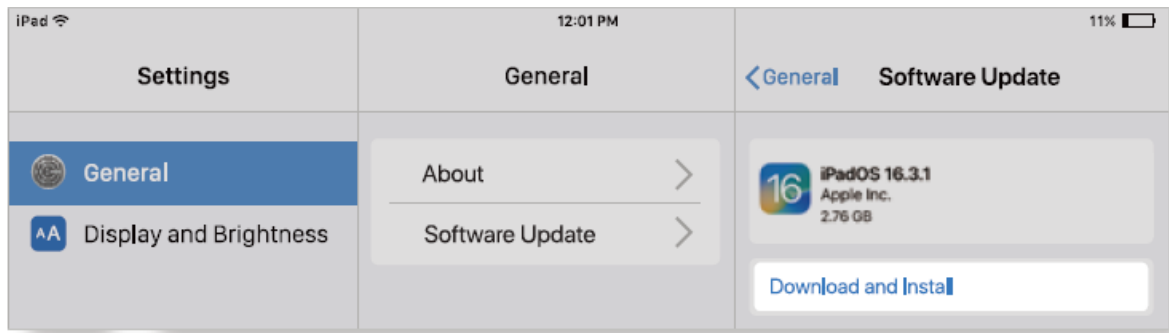 iPad
12:01 PM
11%
Settings
General
General
Software Update
General
Display and Brightness
AA
About
Software Update
16
iPadOS 16.3.1
Apple Inc.
2.76 GB
Download and Install